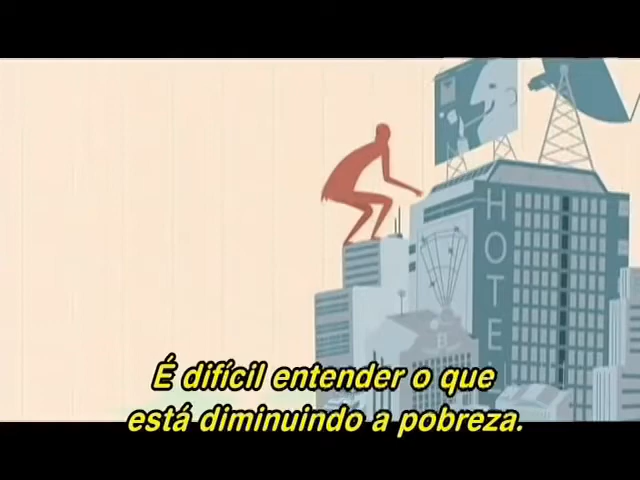 HOTE
É difícil entender o que
está diminuindo a pobreza.